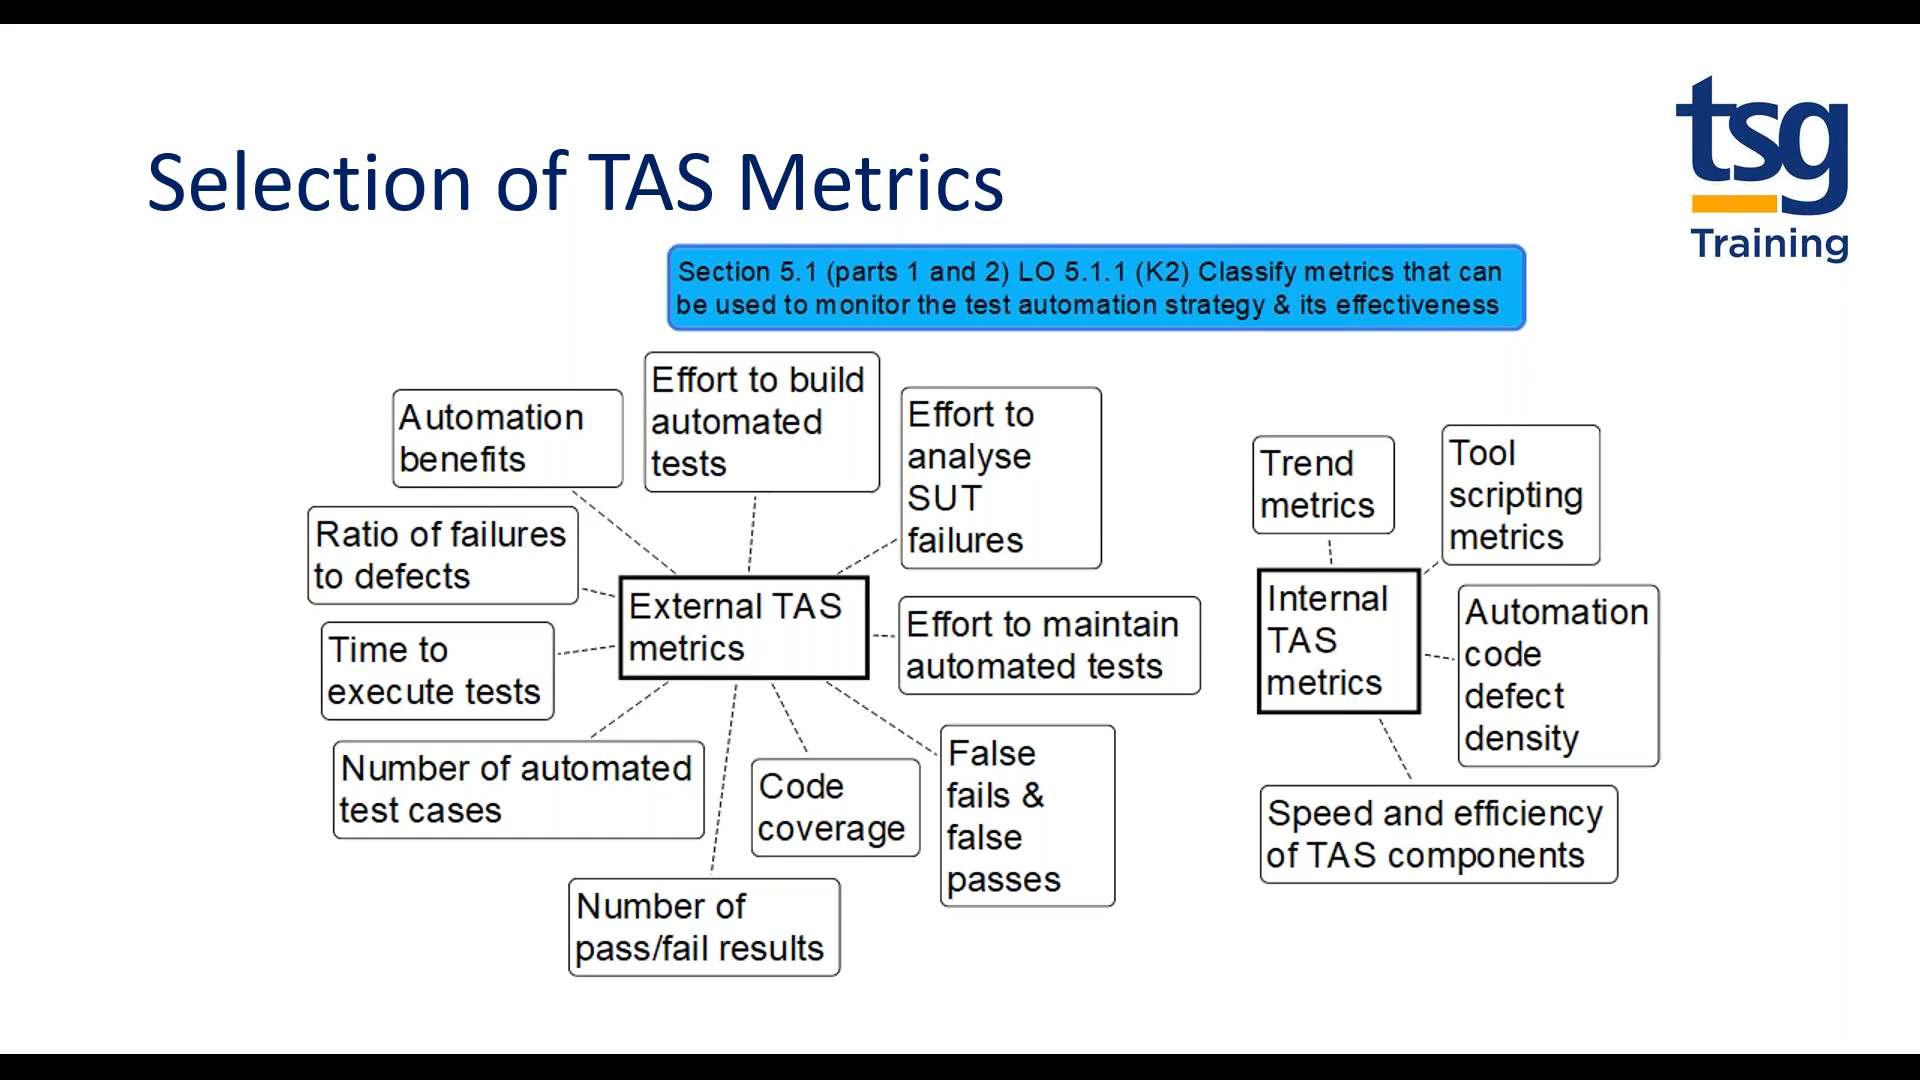 tsg
Training
Selection of TAS Metrics
Section 5.1 (parts 1 and 2) LO 5.1.1 (K2) Classify metrics that can
be used to monitor the test automation strategy & its effectiveness
Automation
benefits
Effort to build
automated
tests
Effort to
analyse
SUT
failures
Ratio of failures
to defects
External TAS
metrics
Time to
execute tests
Effort to maintain
automated tests
Number of automated
test cases
Code
coverage
False
fails &
false
passes
Number of
pass/fail results
Trend
metrics
Tool
scripting
metrics
Internal
TAS
metrics
Automation
code
defect
density
Speed and efficiency
of TAS components